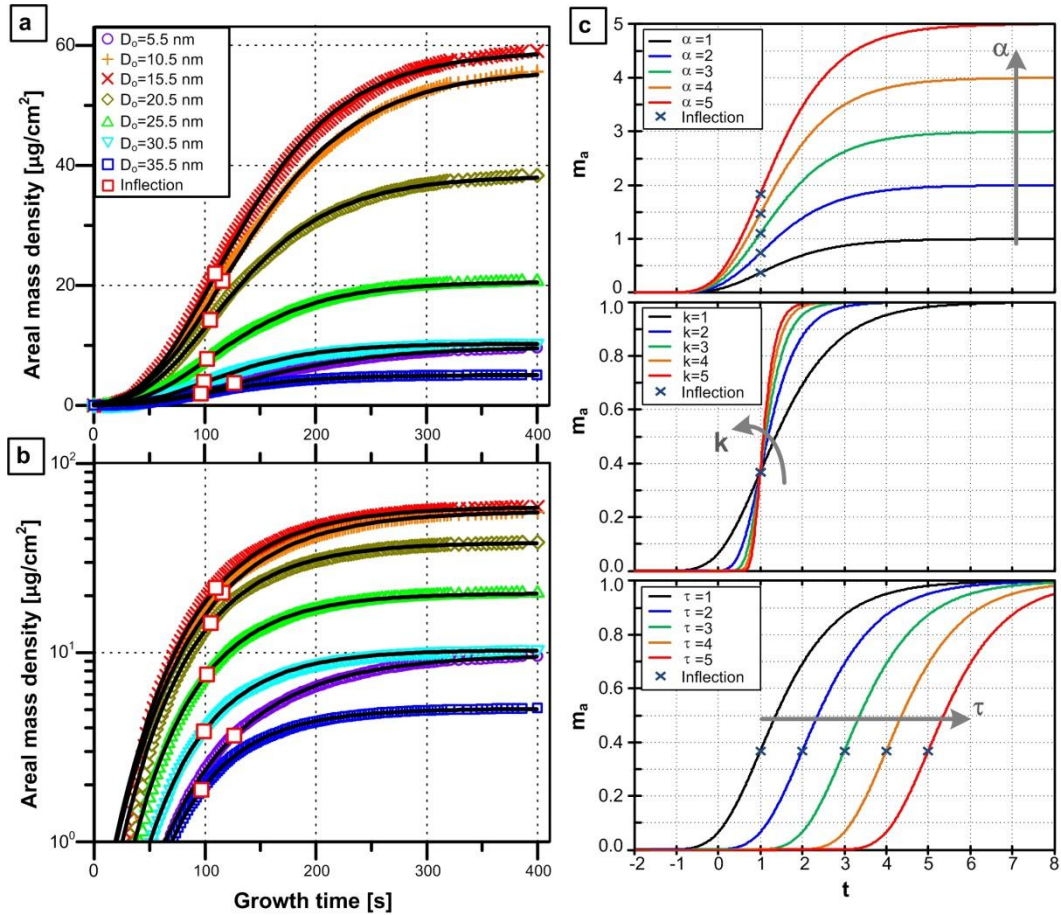 a
Areal mass density [µg/cm²]
60
40
20
0
Dₒ=5.5 nm
Dₒ=10.5 nm
Dₒ=15.5 nm
Dₒ=20.5 nm
Dₒ=25.5 nm
Dₒ=30.5 nm
Dₒ=35.5 nm
Inflection
0 100 200 300 400
b
Areal mass density [µg/cm²]
10²
10¹
10⁰
0 100 200 300 400
Growth time [s]
c
mₐ
5
4
3
2
1
0
α =1
α =2
α =3
α =4
α =5
Inflection
α
mₐ
1.0
0.8
0.6
0.4
0.2
0.0
k=1
k=2
k=3
k=4
k=5
Inflection
k
mₐ
1.0
0.8
0.6
0.4
0.2
0.0
τ =1
τ =2
τ =3
τ =4
τ =5
Inflection
τ
-2 -1 0 1 2 3 4 5 6 7 8
t